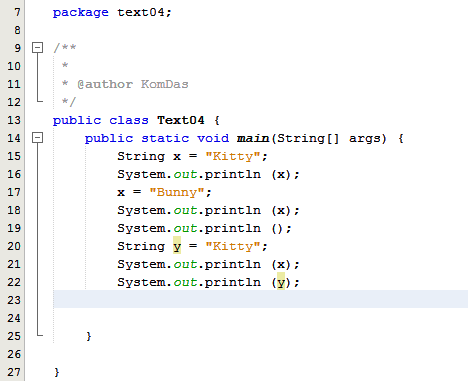 7 package text04;
8
9 /**
10 *
11 * @author KomDas
12 */
13 public class Text04 {
14 public static void main(String[] args) {
15 String x = "Kitty";
16 System.out.println (x);
17 x = "Bunny";
18 System.out.println (x);
19 System.out.println ();
20 String y = "Kitty";
21 System.out.println (x);
22 System.out.println (y);
23
24
25 }
26
27 }